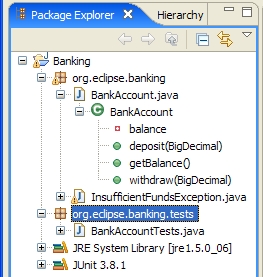 Package Explorer Hierarchy
Banking
org.eclipse.banking
BankAccount.java
BankAccount
balance
deposit(BigDecimal)
getBalance()
withdraw(BigDecimal)
InsufficientFundsException.java
org.eclipse.banking.tests
BankAccountTests.java
JRE System Library [jre1.5.0_06]
JUnit 3.8.1